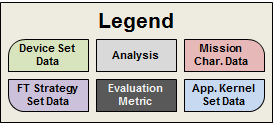 Legend
Device Set
Data
Analysis
Mission
Char. Data
FT Strategy
Set Data
Evaluation
Metric
App. Kernel
Set Data